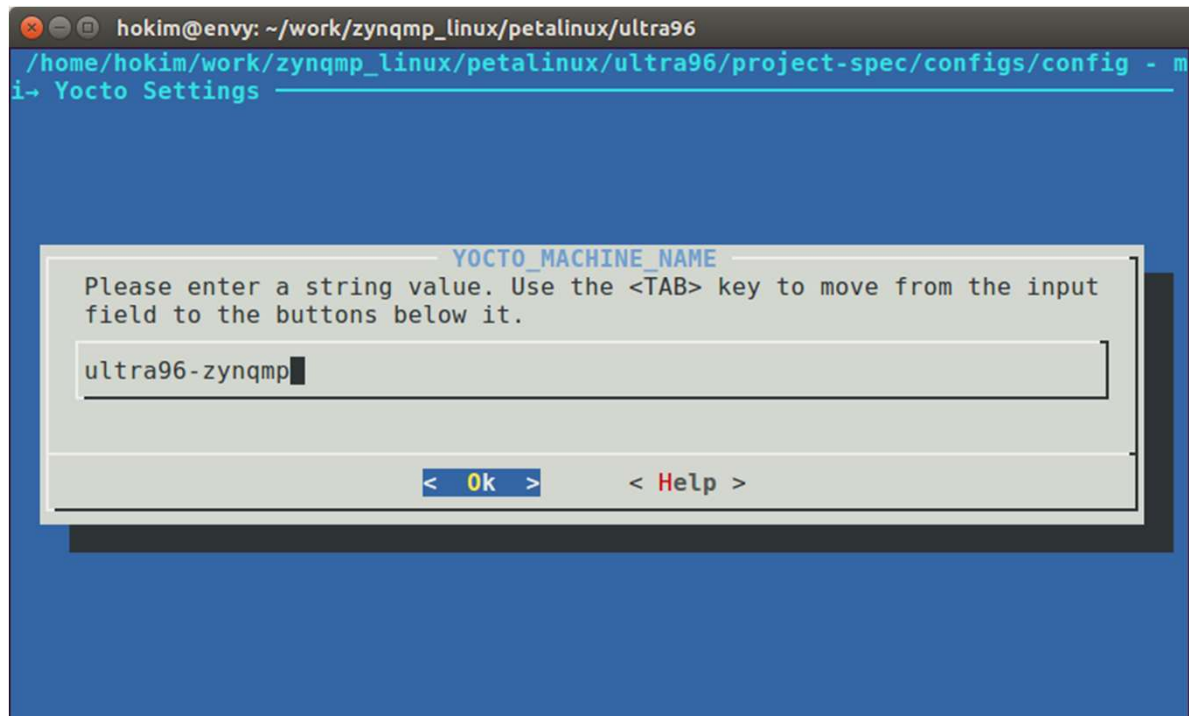 hokim@envy: ~/work/zynqmp_linux/petalinux/ultra96
/home/hokim/work/zynqmp_linux/petalinux/ultra96/project-spec/configs/config - m
i→ Yocto Settings
YOCTO_MACHINE_NAME
Please enter a string value. Use the <TAB> key to move from the input
field to the buttons below it.
ultra96-zynqmp
< Ok > < Help >